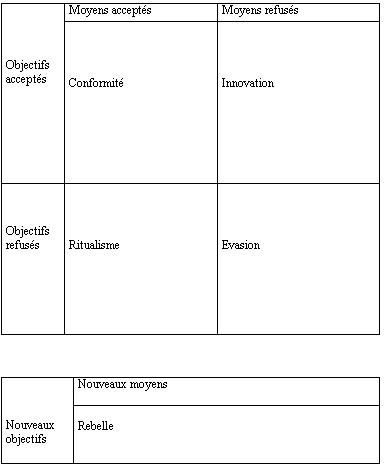 Moyens acceptés Moyens refusés
Objectifs
acceptés
Conformité Innovation
Objectifs
refusés
Ritualisme Evasion
Nouveaux moyens
Nouveaux
objectifs
Rebelle